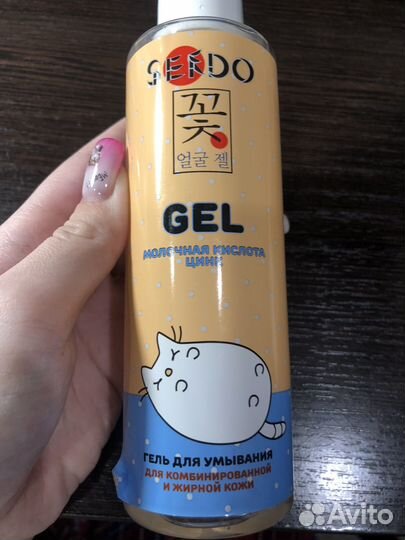 SENDO
꽃
얼굴 젤
GEL
МОЛОЧНАЯ КИСЛОТА
ЦИНК
ГЕЛЬ ДЛЯ УМЫВАНИЯ
ДЛЯ КОМБИНИРОВАННОЙ
И ЖИРНОЙ КОЖИ
Avito